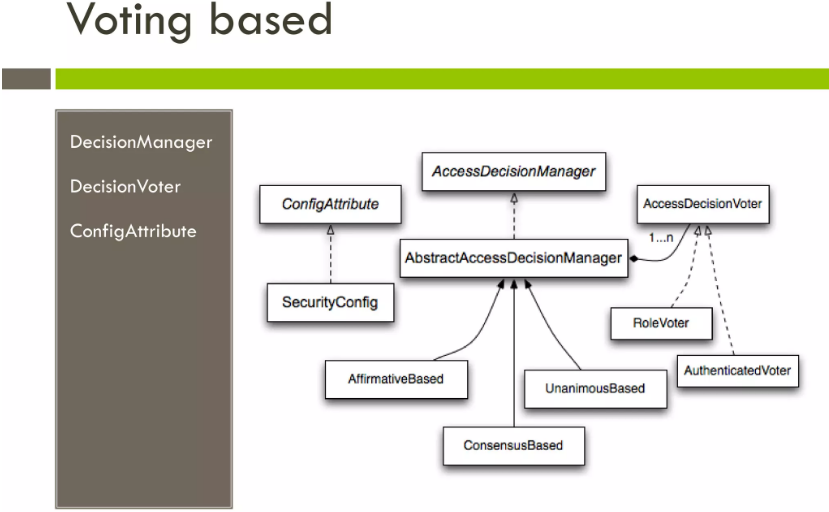 Voting based
DecisionManager
DecisionVoter
ConfigAttribute
AccessDecisionManager
ConfigAttribute
AccessDecisionVoter
1...n
AbstractAccessDecisionManager
SecurityConfig
RoleVoter
AffirmativeBased
UnanimousBased
AuthenticatedVoter
ConsensusBased